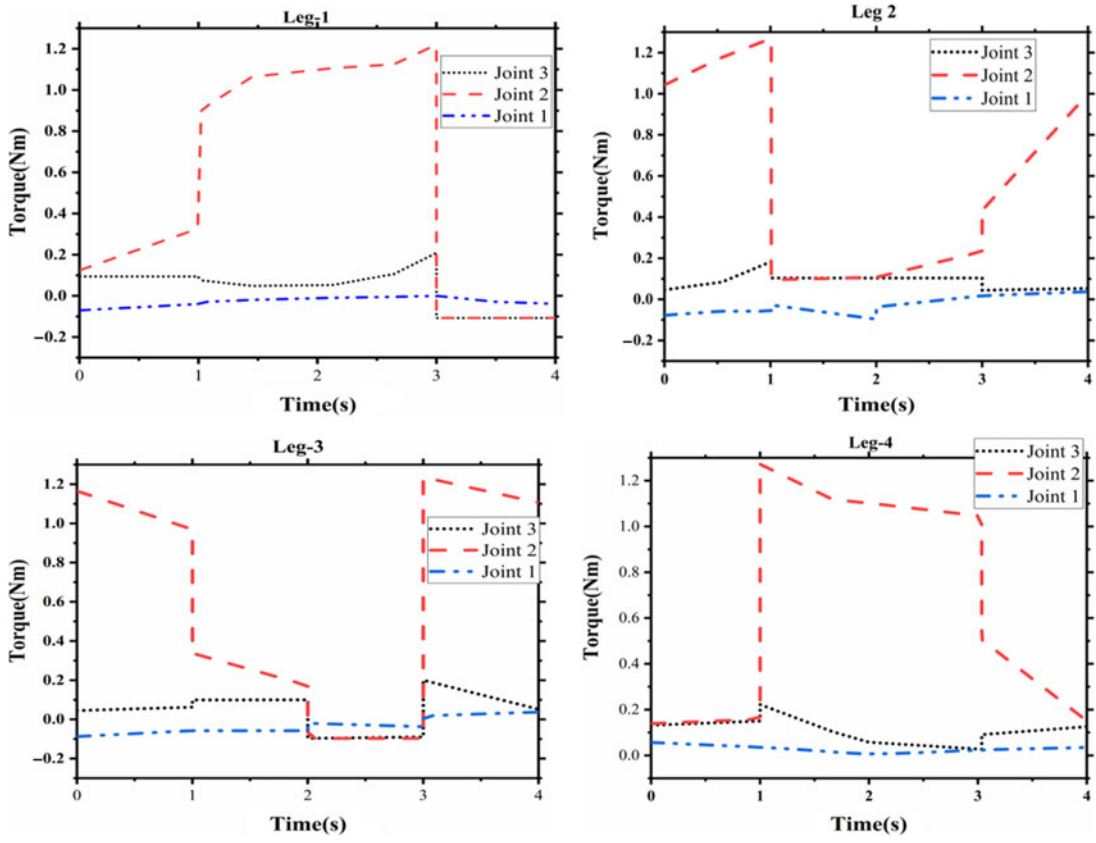 Leg-1
Torque(Nm)
1.2
1.0
0.8
0.6
0.4
0.2
0.0
−0.2
Joint 3
Joint 2
Joint 1
0 1 2 3 4
Time(s)
Leg 2
Torque(Nm)
1.2
1.0
0.8
0.6
0.4
0.2
0.0
−0.2
Joint 3
Joint 2
Joint 1
0 1 2 3 4
Time(s)
Leg-3
Torque(Nm)
1.2
1.0
0.8
0.6
0.4
0.2
0.0
−0.2
Joint 3
Joint 2
Joint 1
0 1 2 3 4
Time(s)
Leg-4
Torque(Nm)
1.2
1.0
0.8
0.6
0.4
0.2
0.0
Joint 3
Joint 2
Joint 1
0 1 2 3 4
Time(s)